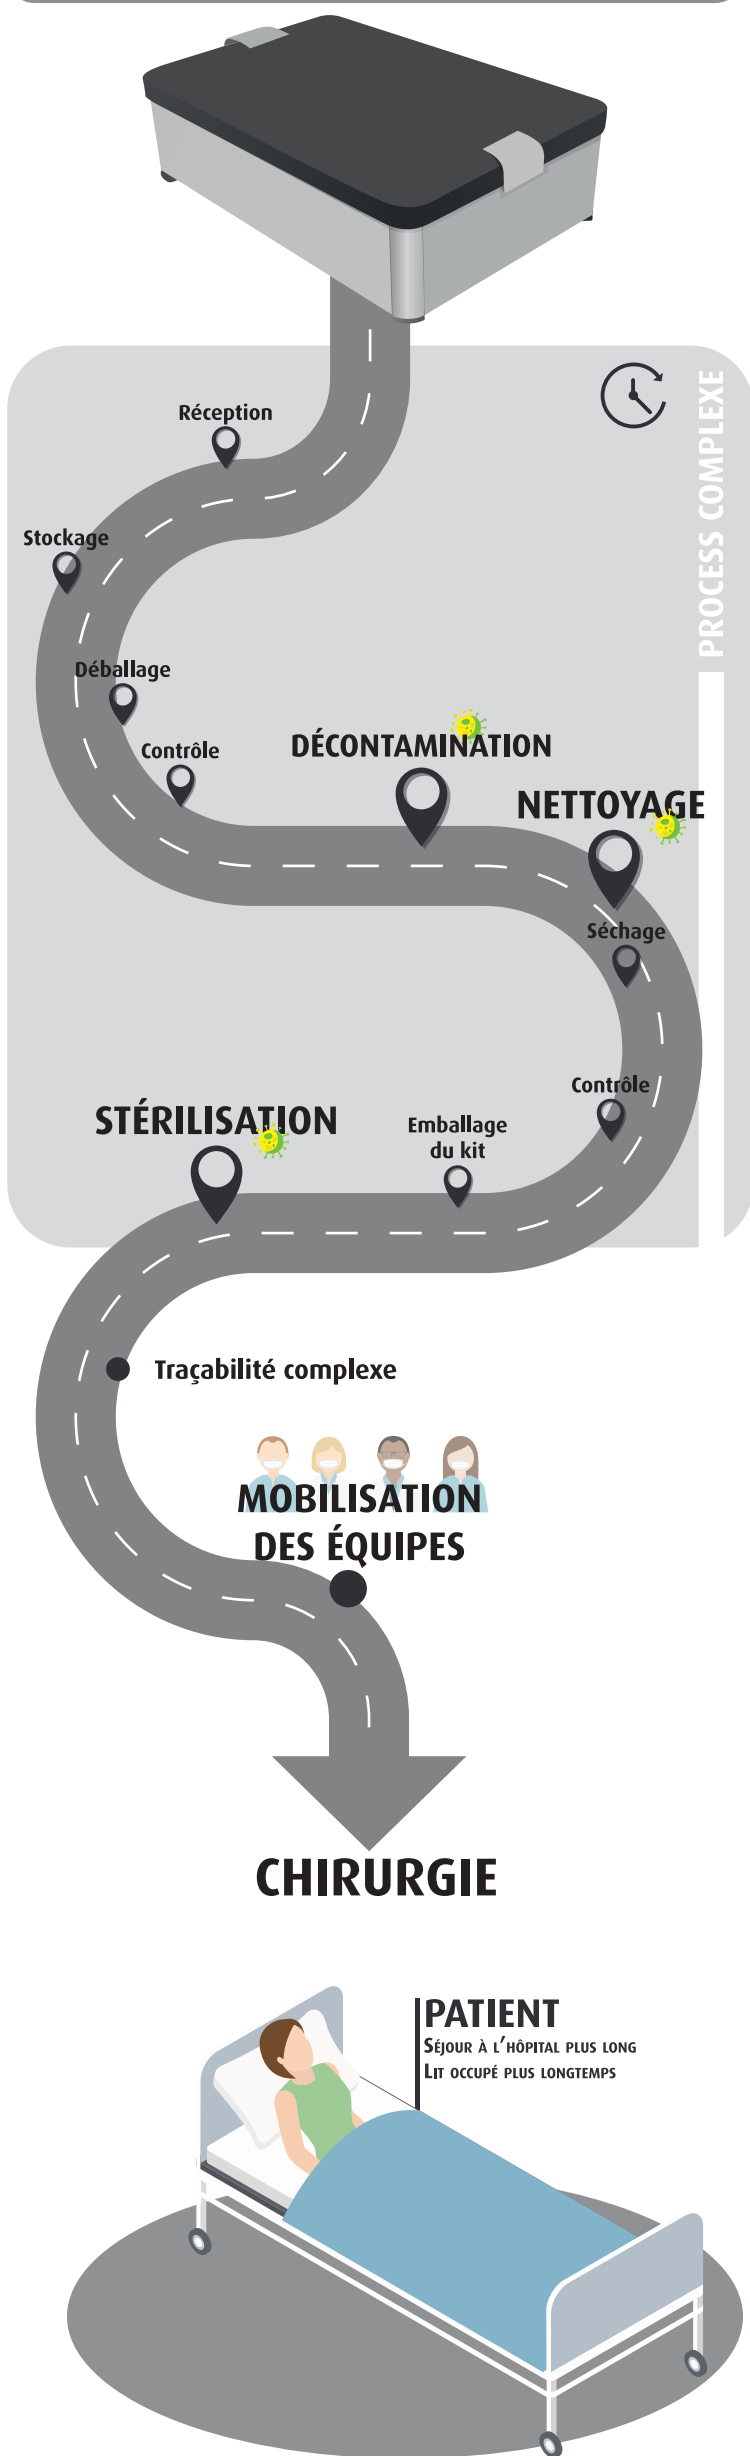 PROCESS COMPLEXE
Réception
Stockage
Déballage
Contrôle
DÉCONTAMINATION
NETTOYAGE
Séchage
Contrôle
Emballage
du kit
STÉRILISATION
Traçabilité complexe
MOBILISATION
DES ÉQUIPES
CHIRURGIE
PATIENT
Séjour à l'hôpital plus long
Lit occupé plus longtemps